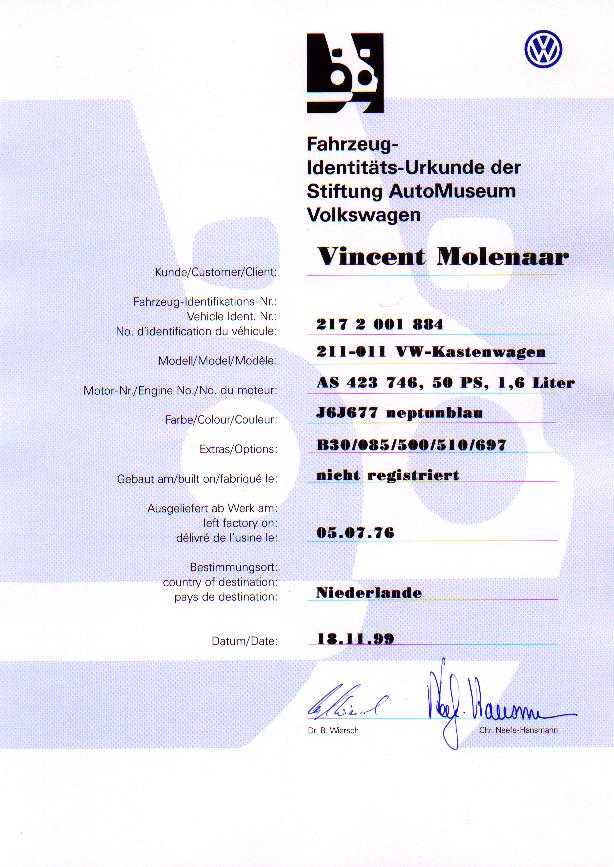 VW
Fahrzeug-
Identitäts-Urkunde der
Stiftung AutoMuseum
Volkswagen
Kunde/Customer/Client: Vincent Molenaar
Fahrzeug-Identifikations-Nr.:
Vehicle Ident. Nr.:
No. d'identification du véhicule: 217 2 001 884
Modell/Model/Modèle: 211-011 VW-Kastenwagen
Motor-Nr./Engine No./No. du moteur: AS 423 746, 50 PS, 1,6 Liter
Farbe/Colour/Couleur: J6J677 neptunblau
Extras/Options: B30/085/500/510/697
Gebaut am/built on/fabriqué le: nicht registriert
Ausgeliefert ab Werk am:
left factory on:
délivré de l'usine le: 05.07.76
Bestimmungsort:
country of destination:
pays de destination: Niederlande
Datum/Date: 18.11.99
Dr. B. Wiersch
Chr. Neefe-Hansmann